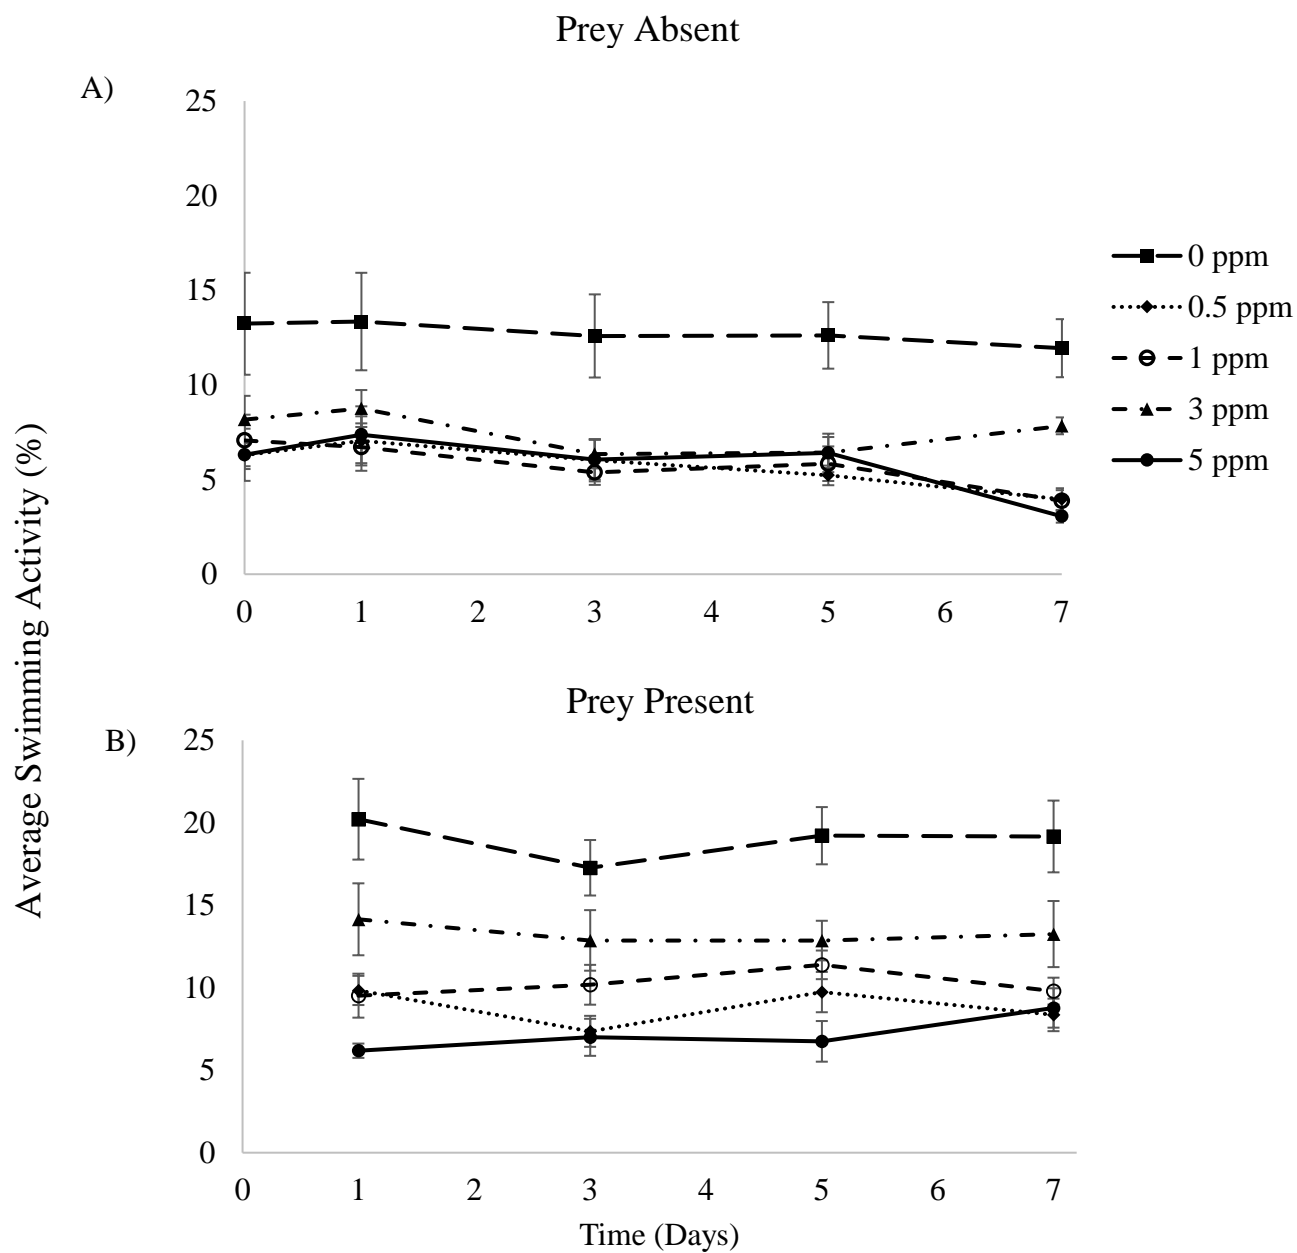 Prey Absent
A)
25
20
15
10
5
0
0 1 2 3 4 5 6 7
0 ppm
0.5 ppm
1 ppm
3 ppm
5 ppm
Average Swimming Activity (%)
Prey Present
B)
25
20
15
10
5
0
0 1 2 3 4 5 6 7
Time (Days)